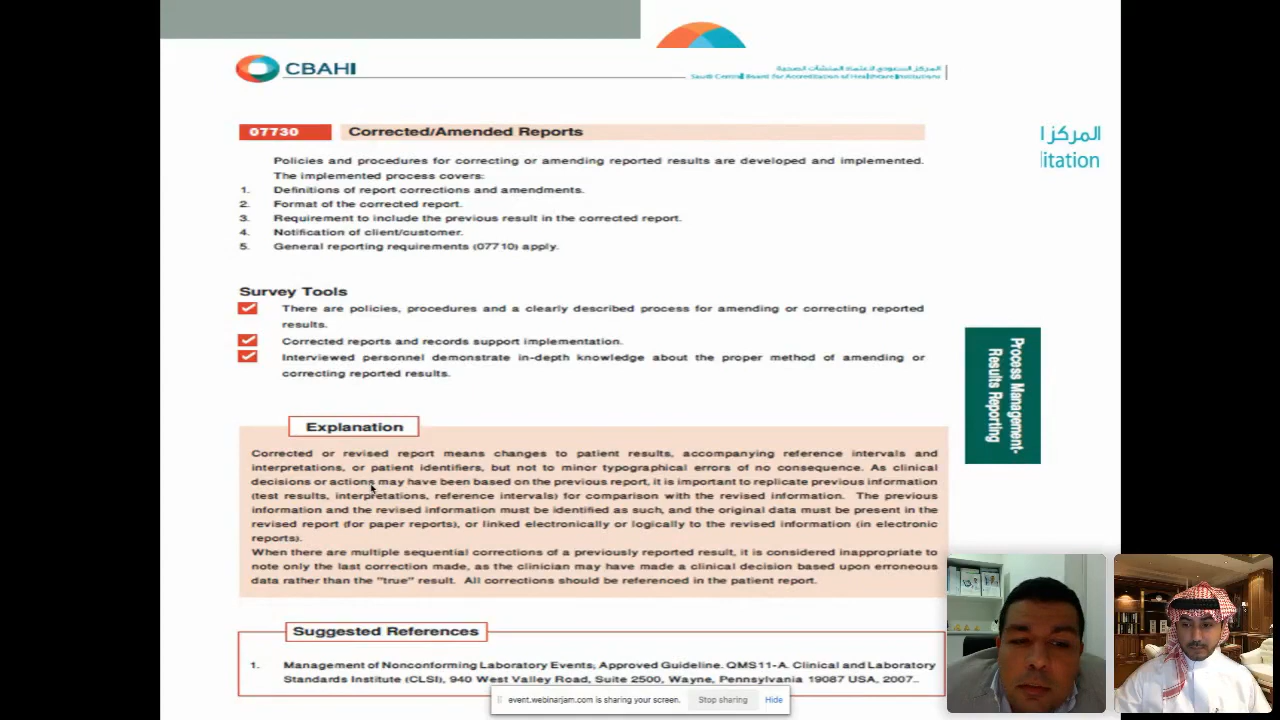 CBAHI
المركز السعودي لاعتماد المنشآت الصحية
Saudi Central Board for Accreditation of Healthcare Institutions
المركز ا
litation
07730 Corrected/Amended Reports
Policies and procedures for correcting or amending reported results are developed and implemented.
The implemented process covers:
1. Definitions of report corrections and amendments.
2. Format of the corrected report.
3. Requirement to include the previous result in the corrected report.
4. Notification of client/customer.
5. General reporting requirements (07710) apply.
Survey Tools
There are policies, procedures and a clearly described process for amending or correcting reported
results.
Corrected reports and records support implementation.
Interviewed personnel demonstrate in-depth knowledge about the proper method of amending or
correcting reported results.
Process Management-
Results Reporting
Explanation
Corrected or revised report means changes to patient results, accompanying reference intervals and
interpretations, or patient identifiers, but not to minor typographical errors of no consequence. As clinical
decisions or actions may have been based on the previous report, it is important to replicate previous information
(test results, interpretations, reference intervals) for comparison with the revised information. The previous
information and the revised information must be identified as such, and the original data must be present in the
revised report (for paper reports), or linked electronically or logically to the revised information (in electronic
reports).
When there are multiple sequential corrections of a previously reported result, it is considered inappropriate to
note only the last correction made, as the clinician may have made a clinical decision based upon erroneous
data rather than the "true" result. All corrections should be referenced in the patient report.
Suggested References
1. Management of Nonconforming Laboratory Events, Approved Guideline. QMS11-A. Clinical and Laboratory
Standards Institute (CLSI), 940 West Valley Road, Suite 2500, Wayne, Pennsylvania 19087 USA, 2007..
event.webinarjam.com is sharing your screen. Stop sharing Hide